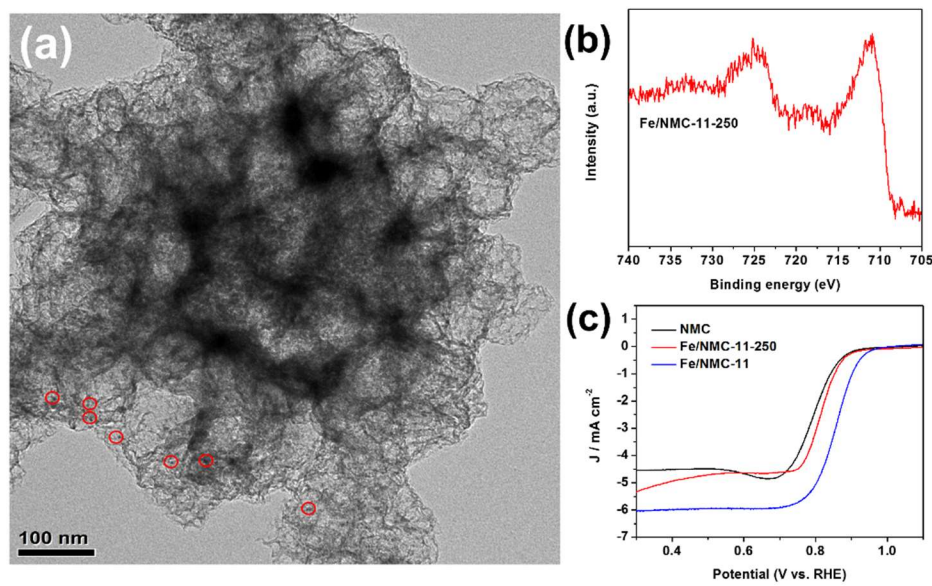 (a)
100 nm
(b)
Intensity (a.u.)
Fe/NMC-11-250
740 735 730 725 720 715 710 705
Binding energy (eV)
(c)
1
0
-1
-2
-3
-4
-5
-6
-7
J / mA cm-2
NMC
Fe/NMC-11-250
Fe/NMC-11
0.4 0.6 0.8 1.0
Potential (V vs. RHE)